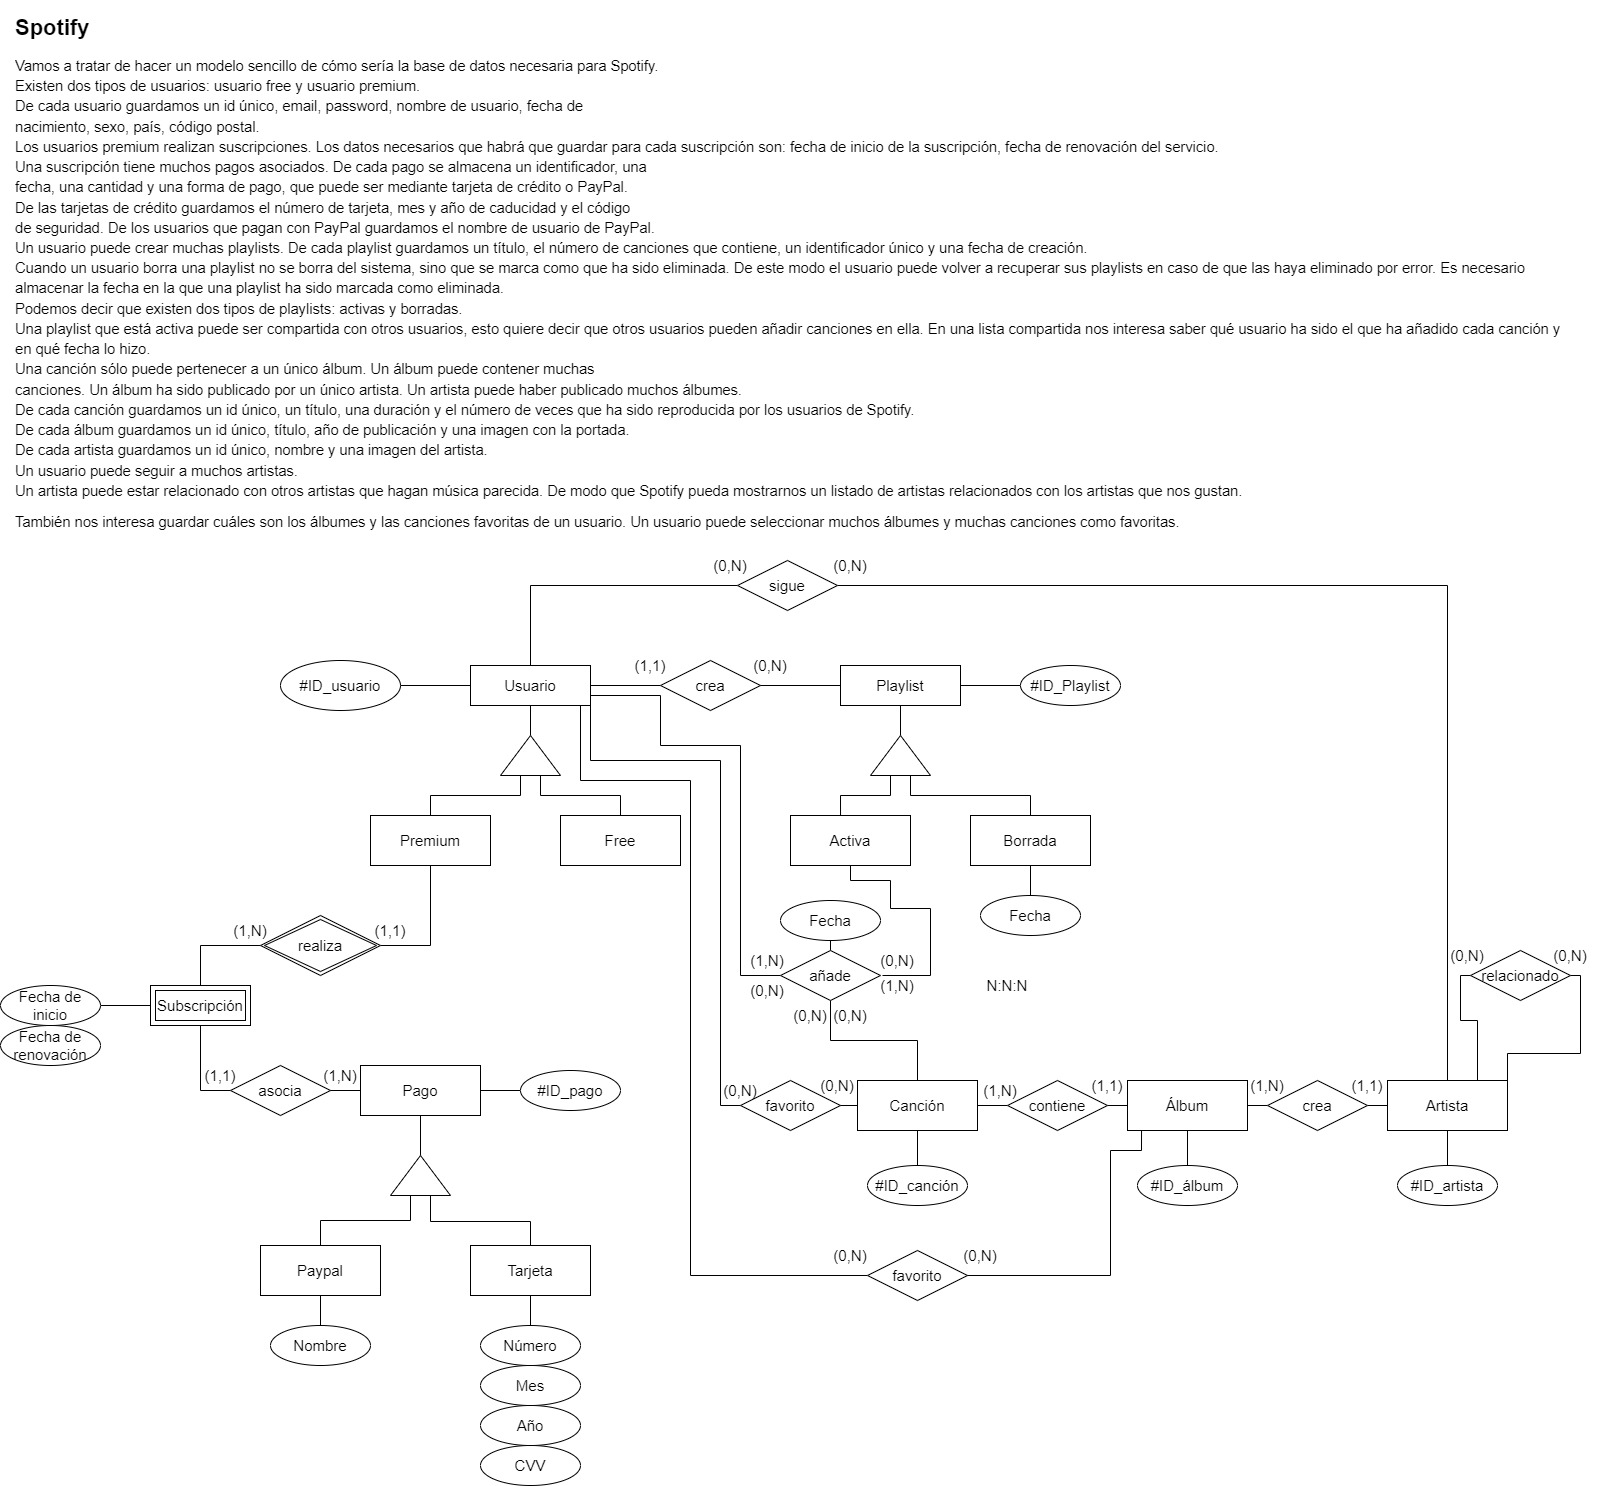 Spotify
Vamos a tratar de hacer un modelo sencillo de cómo sería la base de datos necesaria para Spotify.
Existen dos tipos de usuarios: usuario free y usuario premium.
De cada usuario guardamos un id único, email, password, nombre de usuario, fecha de
nacimiento, sexo, país, código postal.
Los usuarios premium realizan suscripciones. Los datos necesarios que habrá que guardar para cada suscripción son: fecha de inicio de la suscripción, fecha de renovación del servicio.
Una suscripción tiene muchos pagos asociados. De cada pago se almacena un identificador, una
fecha, una cantidad y una forma de pago, que puede ser mediante tarjeta de crédito o PayPal.
De las tarjetas de crédito guardamos el número de tarjeta, mes y año de caducidad y el código
de seguridad. De los usuarios que pagan con PayPal guardamos el nombre de usuario de PayPal.
Un usuario puede crear muchas playlists. De cada playlist guardamos un título, el número de canciones que contiene, un identificador único y una fecha de creación.
Cuando un usuario borra una playlist no se borra del sistema, sino que se marca como que ha sido eliminada. De este modo el usuario puede volver a recuperar sus playlists en caso de que las haya eliminado por error. Es necesario
almacenar la fecha en la que una playlist ha sido marcada como eliminada.
Podemos decir que existen dos tipos de playlists: activas y borradas.
Una playlist que está activa puede ser compartida con otros usuarios, esto quiere decir que otros usuarios pueden añadir canciones en ella. En una lista compartida nos interesa saber qué usuario ha sido el que ha añadido cada canción y
en qué fecha lo hizo.
Una canción sólo puede pertenecer a un único álbum. Un álbum puede contener muchas
canciones. Un álbum ha sido publicado por un único artista. Un artista puede haber publicado muchos álbumes.
De cada canción guardamos un id único, un título, una duración y el número de veces que ha sido reproducida por los usuarios de Spotify.
De cada álbum guardamos un id único, título, año de publicación y una imagen con la portada.
De cada artista guardamos un id único, nombre y una imagen del artista.
Un usuario puede seguir a muchos artistas.
Un artista puede estar relacionado con otros artistas que hagan música parecida. De modo que Spotify pueda mostrarnos un listado de artistas relacionados con los artistas que nos gustan.
También nos interesa guardar cuáles son los álbumes y las canciones favoritas de un usuario. Un usuario puede seleccionar muchos álbumes y muchas canciones como favoritas.
(0,N) (0,N)
sigue
(1,1) (0,N)
#ID_usuario Usuario crea Playlist #ID_Playlist
Premium Free Activa Borrada
Fecha Fecha
(1,N) (1,1)
realiza
(1,N) (0,N)
añade
(0,N) (1,N)
N:N:N
(0,N) (0,N)
relacionado
Fecha de
inicio
Subscripción
(0,N) (0,N)
Fecha de
renovación
(1,1) (1,N)
asocia Pago #ID_pago
(0,N) (0,N) (1,N) (1,1) (1,N) (1,1)
favorito Canción contiene Álbum crea Artista
#ID_canción #ID_álbum #ID_artista
(0,N) (0,N)
Paypal Tarjeta favorito
Nombre Número
Mes
Año
CVV